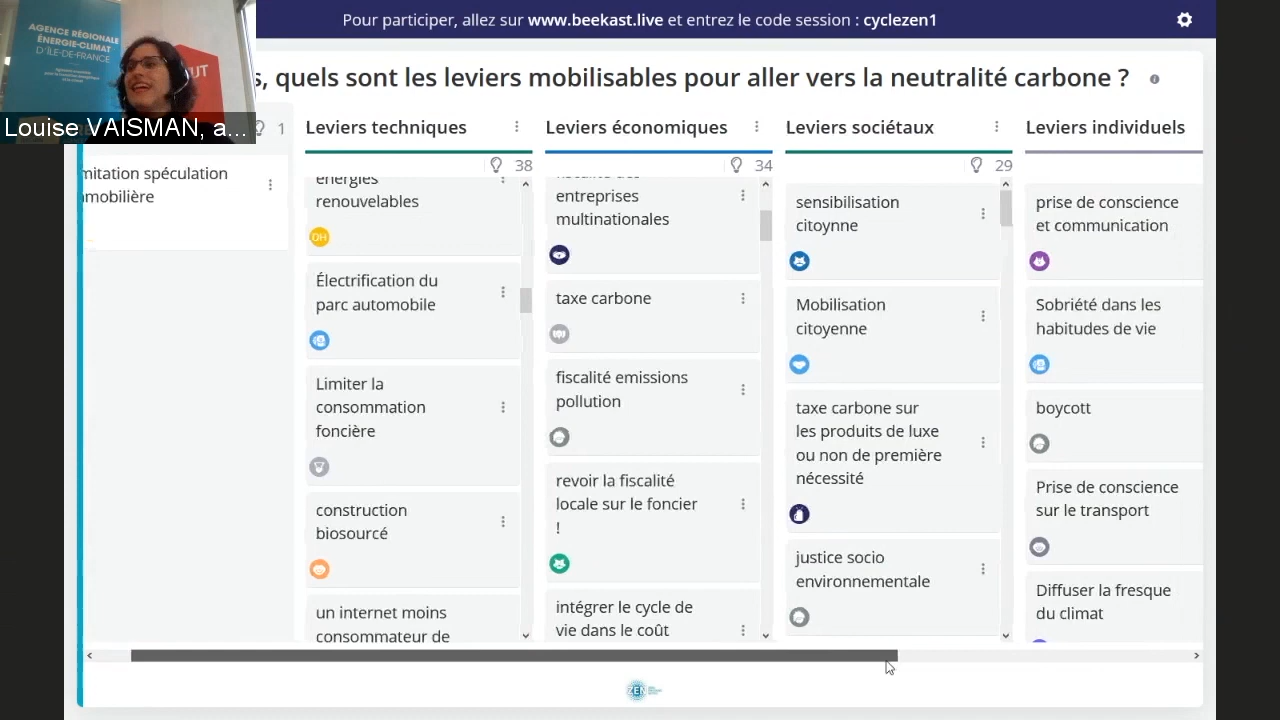 Pour participer, allez sur www.beekast.live et entrez le code session : cyclezen1
AGENCE RÉGIONALE
ÉNERGIE-CLIMAT
D'ÎLE-DE-FRANCE
Louise VAISMAN, a...
, quels sont les leviers mobilisables pour aller vers la neutralité carbone ?
1
mitation spéculation
mobilière
Leviers techniques
38
énergies
renouvelables
DH
Électrification du
parc automobile
Limiter la
consommation
foncière
construction
biosourcé
un internet moins
consommateur de
Leviers économiques
34
des
entreprises
multinationales
taxe carbone
fiscalité emissions
pollution
revoir la fiscalité
locale sur le foncier
!
intégrer le cycle de
vie dans le coût
Leviers sociétaux
29
sensibilisation
citoynne
Mobilisation
citoyenne
taxe carbone sur
les produits de luxe
ou non de première
nécessité
justice socio
environnementale
Leviers individuels
prise de conscience
et communication
Sobriété dans les
habitudes de vie
boycott
Prise de conscience
sur le transport
Diffuser la fresque
du climat
ZEN